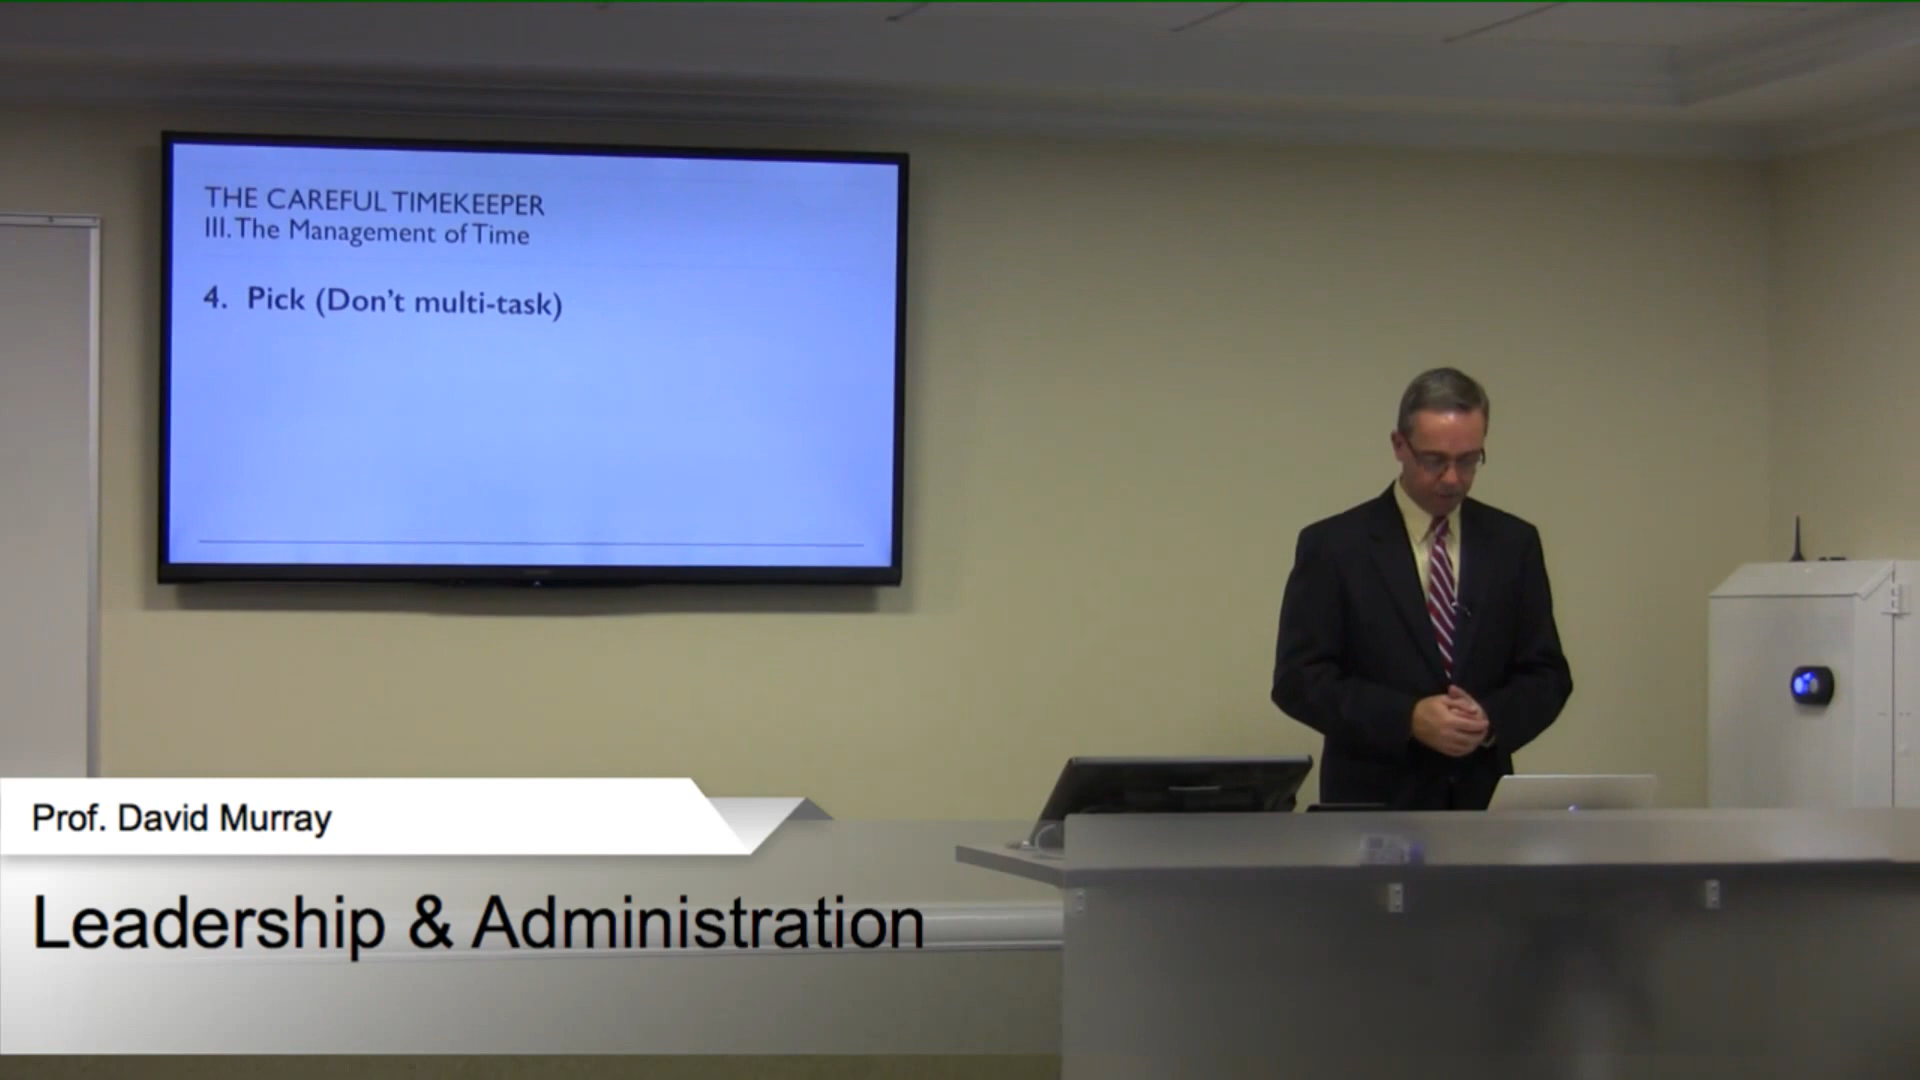 THE CAREFUL TIMEKEEPER
III. The Management of Time
4. Pick (Don't multi-task)
Prof. David Murray
Leadership & Administration